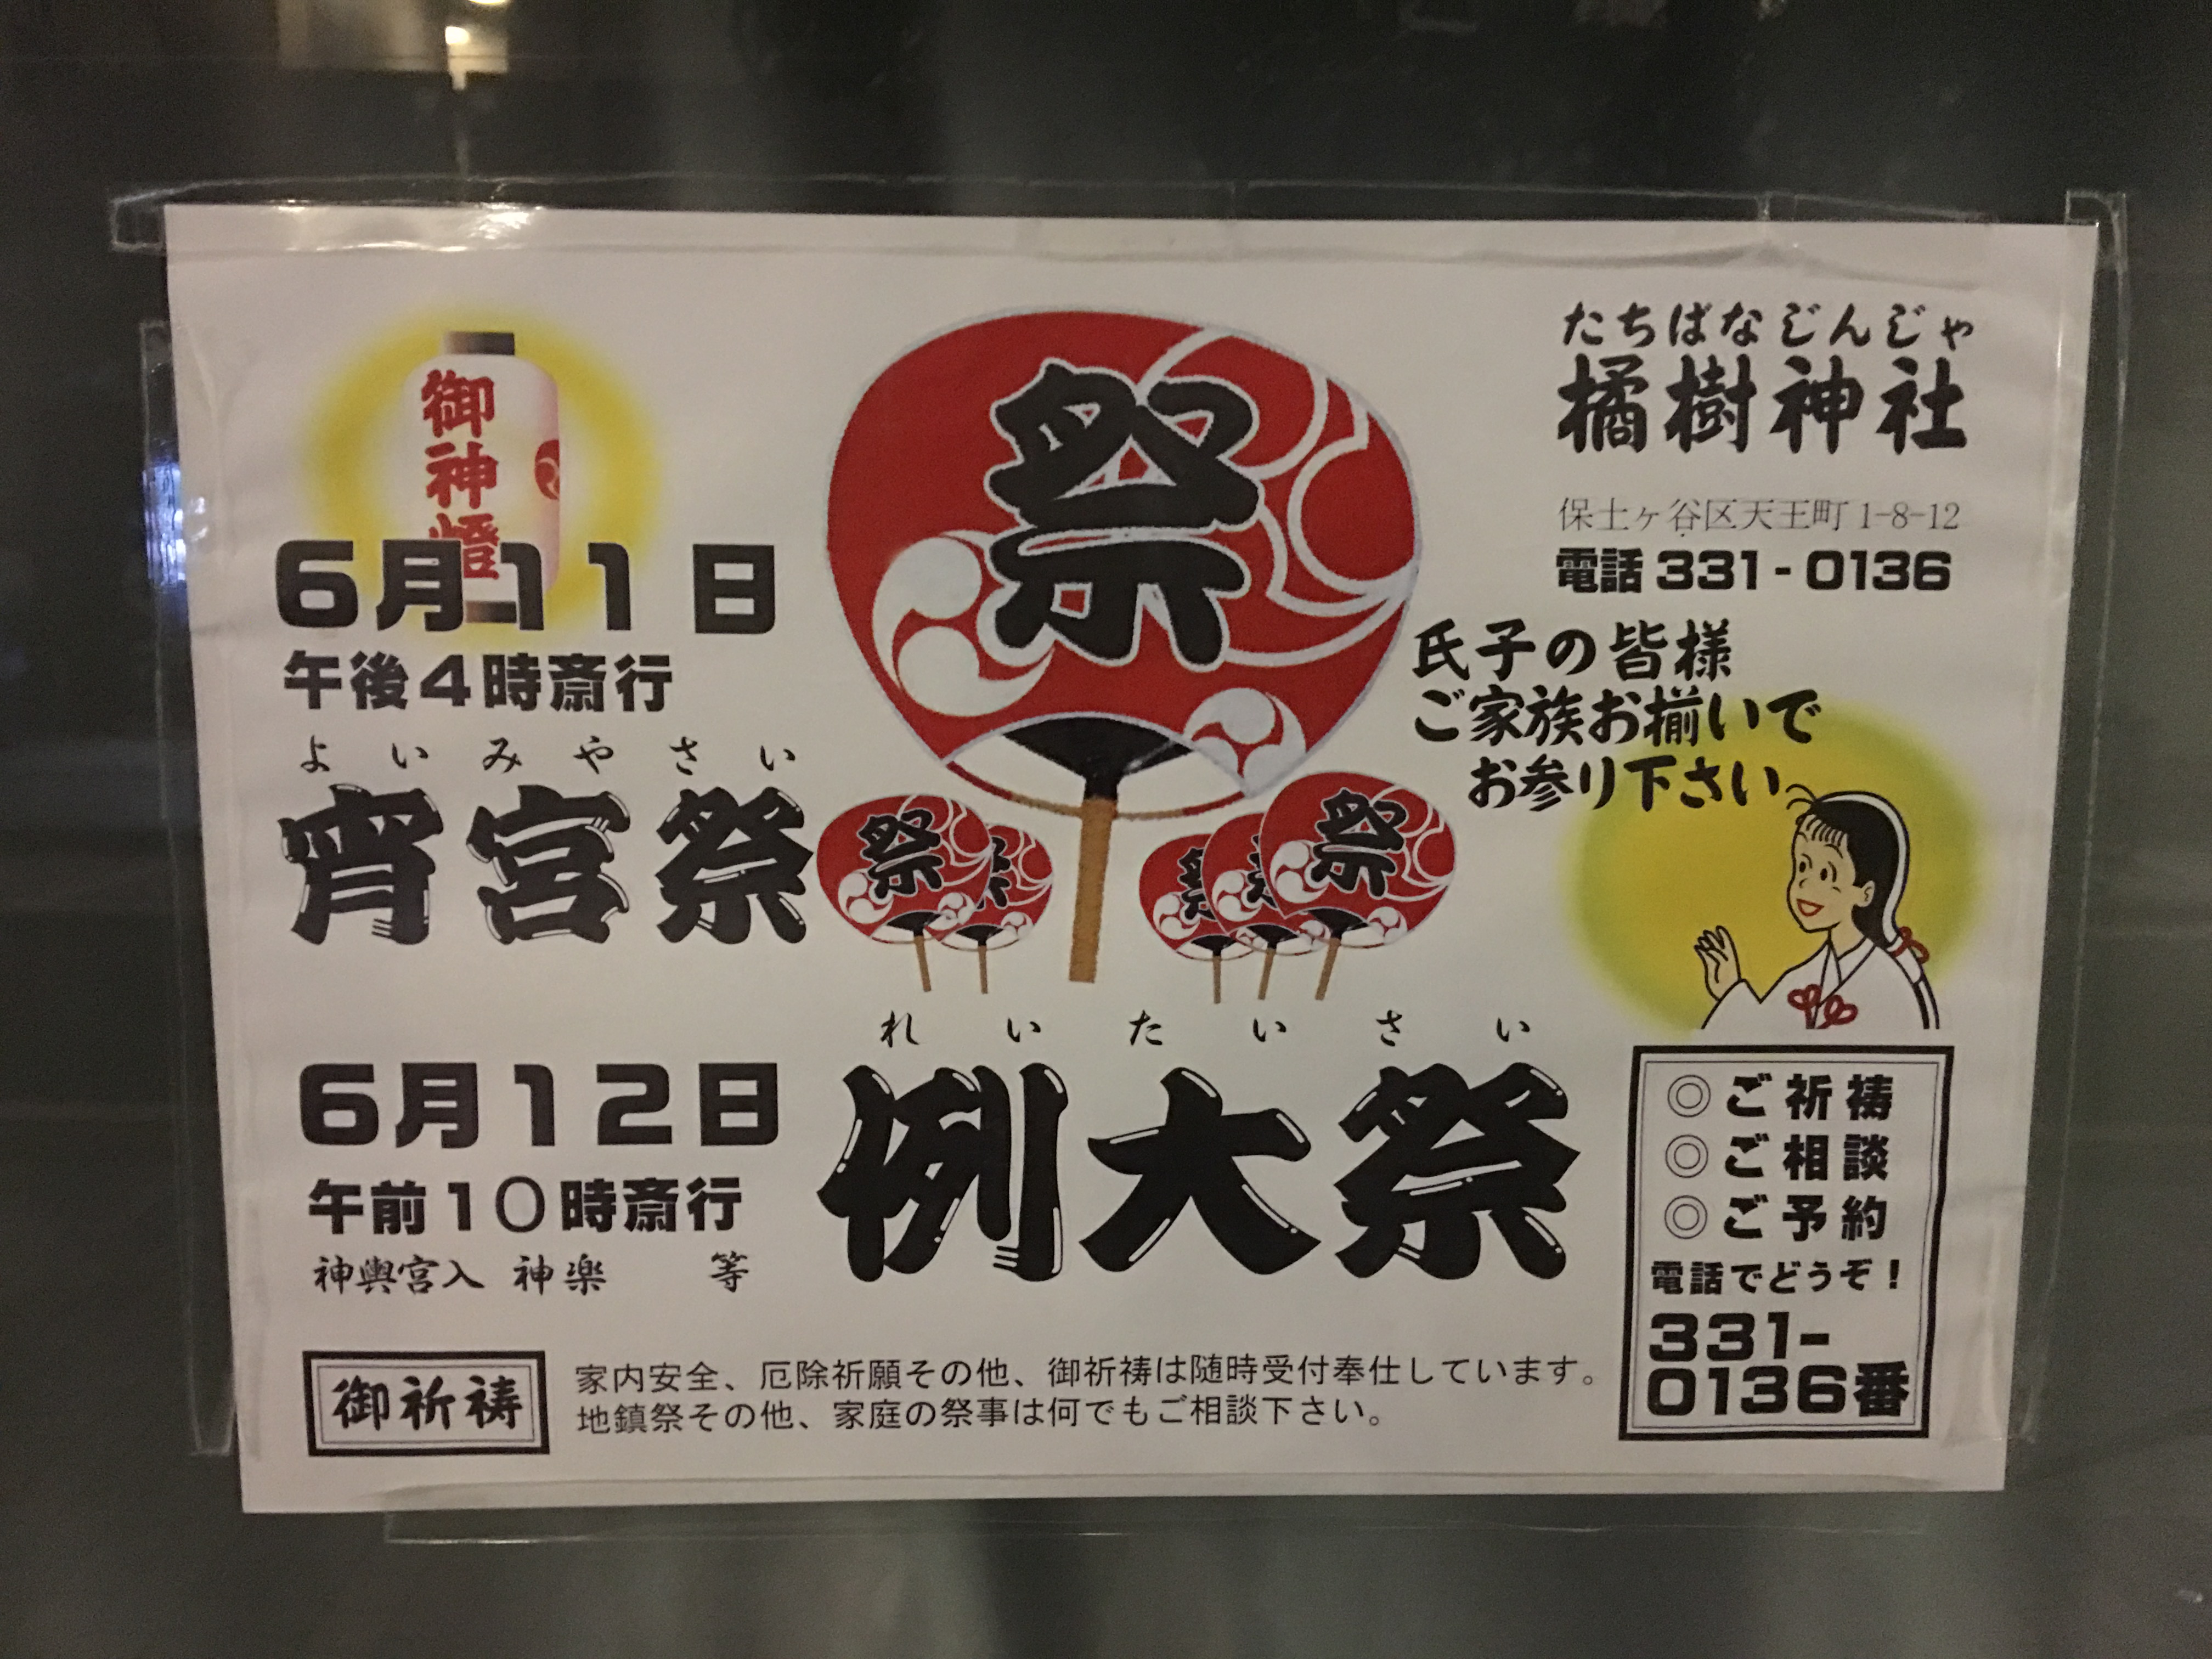 たちばなじんじゃ
橘樹神社
保土ヶ谷区天王町1-8-12
電話 331-0136
御神燈
祭
6月11日
午後4時斎行
よいみやさい
宵宮祭
氏子の皆様
ご家族お揃いで
お参り下さい
祭
祭
祭
祭
祭
6月12日
午前10時斎行
神輿宮入 神楽 等
れいたいさい
例大祭
◎ご祈祷
◎ご相談
◎ご予約
電話でどうぞ！
331-
0136番
御祈祷
家内安全、厄除祈願その他、御祈祷は随時受付奉仕しています。
地鎮祭その他、家庭の祭事は何でもご相談下さい。